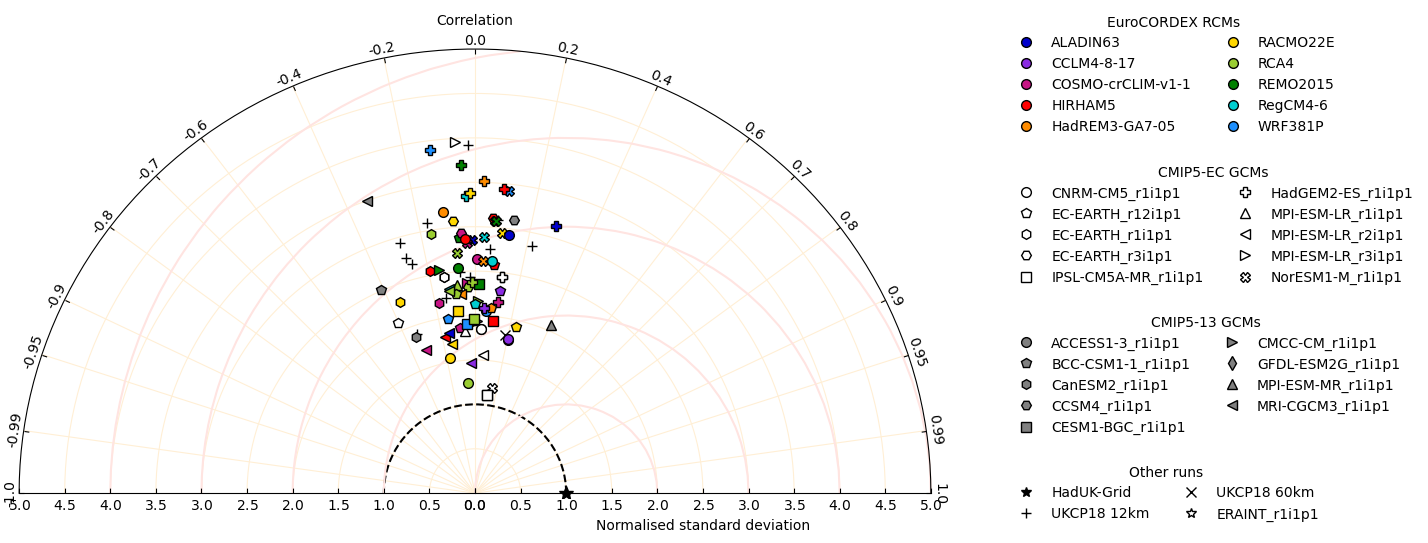 Correlation
-1.0
-0.99
-0.95
-0.9
-0.8
-0.7
-0.6
-0.4
-0.2
0.0
0.2
0.4
0.6
0.7
0.8
0.9
0.95
0.99
1.0
5.0 4.5 4.0 3.5 3.0 2.5 2.0 1.5 1.0 0.5 0.0 0.5 1.0 1.5 2.0 2.5 3.0 3.5 4.0 4.5 5.0
Normalised standard deviation
EuroCORDEX RCMs
ALADIN63 RACMO22E
CCLM4-8-17 RCA4
COSMO-crCLIM-v1-1 REMO2015
HIRHAM5 RegCM4-6
HadREM3-GA7-05 WRF381P
CMIP5-EC GCMs
CNRM-CM5_r1i1p1 HadGEM2-ES_r1i1p1
EC-EARTH_r12i1p1 MPI-ESM-LR_r1i1p1
EC-EARTH_r1i1p1 MPI-ESM-LR_r2i1p1
EC-EARTH_r3i1p1 MPI-ESM-LR_r3i1p1
IPSL-CM5A-MR_r1i1p1 NorESM1-M_r1i1p1
CMIP5-13 GCMs
ACCESS1-3_r1i1p1 CMCC-CM_r1i1p1
BCC-CSM1-1_r1i1p1 GFDL-ESM2G_r1i1p1
CanESM2_r1i1p1 MPI-ESM-MR_r1i1p1
CCSM4_r1i1p1 MRI-CGCM3_r1i1p1
CESM1-BGC_r1i1p1
Other runs
HadUK-Grid UKCP18 60km
UKCP18 12km ERAINT_r1i1p1